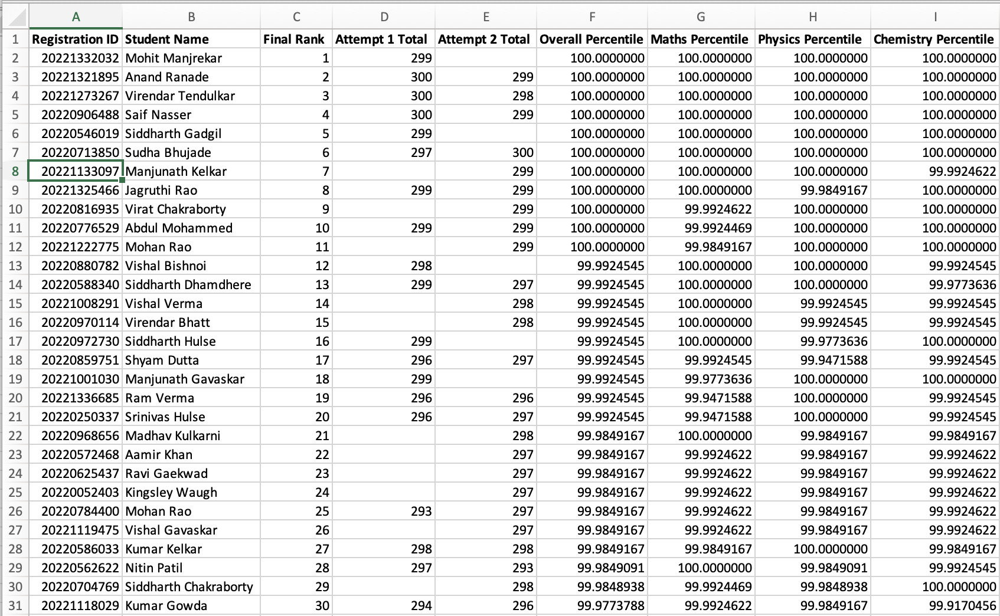 A B C D E F G H I
1 Registration ID Student Name Final Rank Attempt 1 Total Attempt 2 Total Overall Percentile Maths Percentile Physics Percentile Chemistry Percentile
2 20221332032 Mohit Manjrekar 1 299 100.0000000 100.0000000 100.0000000 100.0000000
3 20221321895 Anand Ranade 2 300 299 100.0000000 100.0000000 100.0000000 100.0000000
4 20221273267 Virendar Tendulkar 3 300 298 100.0000000 100.0000000 100.0000000 100.0000000
5 20220906488 Saif Nasser 4 300 299 100.0000000 100.0000000 100.0000000 100.0000000
6 20220546019 Siddharth Gadgil 5 299 100.0000000 100.0000000 100.0000000 100.0000000
7 20220713850 Sudha Bhujade 6 297 300 100.0000000 100.0000000 100.0000000 100.0000000
8 20221133097 Manjunath Kelkar 7 299 100.0000000 100.0000000 100.0000000 99.9924622
9 20221325466 Jagruthi Rao 8 299 299 100.0000000 100.0000000 99.9849167 100.0000000
10 20220816935 Virat Chakraborty 9 299 100.0000000 99.9924622 100.0000000 100.0000000
11 20220776529 Abdul Mohammed 10 299 299 100.0000000 99.9924469 100.0000000 100.0000000
12 20221222775 Mohan Rao 11 299 100.0000000 99.9849167 100.0000000 100.0000000
13 20220880782 Vishal Bishnoi 12 298 99.9924545 100.0000000 100.0000000 99.9924545
14 20220588340 Siddharth Dhamdhere 13 299 297 99.9924545 100.0000000 100.0000000 99.9773636
15 20221008291 Vishal Verma 14 298 99.9924545 100.0000000 99.9924545 99.9924545
16 20220970114 Virendar Bhatt 15 298 99.9924545 100.0000000 99.9924545 99.9924545
17 20220972730 Siddharth Hulse 16 299 99.9924545 100.0000000 99.9773636 100.0000000
18 20220859751 Shyam Dutta 17 296 297 99.9924545 99.9924545 99.9471588 99.9924545
19 20221001030 Manjunath Gavaskar 18 299 99.9924545 99.9773636 100.0000000 100.0000000
20 20221336685 Ram Verma 19 296 296 99.9924545 99.9471588 100.0000000 99.9924545
21 20220250337 Srinivas Hulse 20 296 297 99.9924545 99.9471588 100.0000000 99.9924545
22 20220968656 Madhav Kulkarni 21 298 99.9849167 100.0000000 99.9849167 99.9849167
23 20220572468 Aamir Khan 22 297 99.9849167 99.9924622 99.9849167 99.9924622
24 20220625437 Ravi Gaekwad 23 297 99.9849167 99.9924622 99.9849167 99.9924622
25 20220052403 Kingsley Waugh 24 297 99.9849167 99.9924622 99.9849167 99.9924622
26 20220784400 Mohan Rao 25 293 297 99.9849167 99.9924622 99.9849167 99.9924622
27 20221119475 Vishal Gavaskar 26 297 99.9849167 99.9924622 99.9849167 99.9924622
28 20220586033 Kumar Kelkar 27 298 298 99.9849167 99.9849167 100.0000000 99.9849167
29 20220562622 Nitin Patil 28 297 293 99.9849091 100.0000000 99.9849091 99.9924545
30 20220704769 Siddharth Chakraborty 29 298 99.9848938 99.9924469 99.9848938 100.0000000
31 20221118029 Kumar Gowda 30 294 296 99.9773788 99.9924622 99.9849167 99.9170456